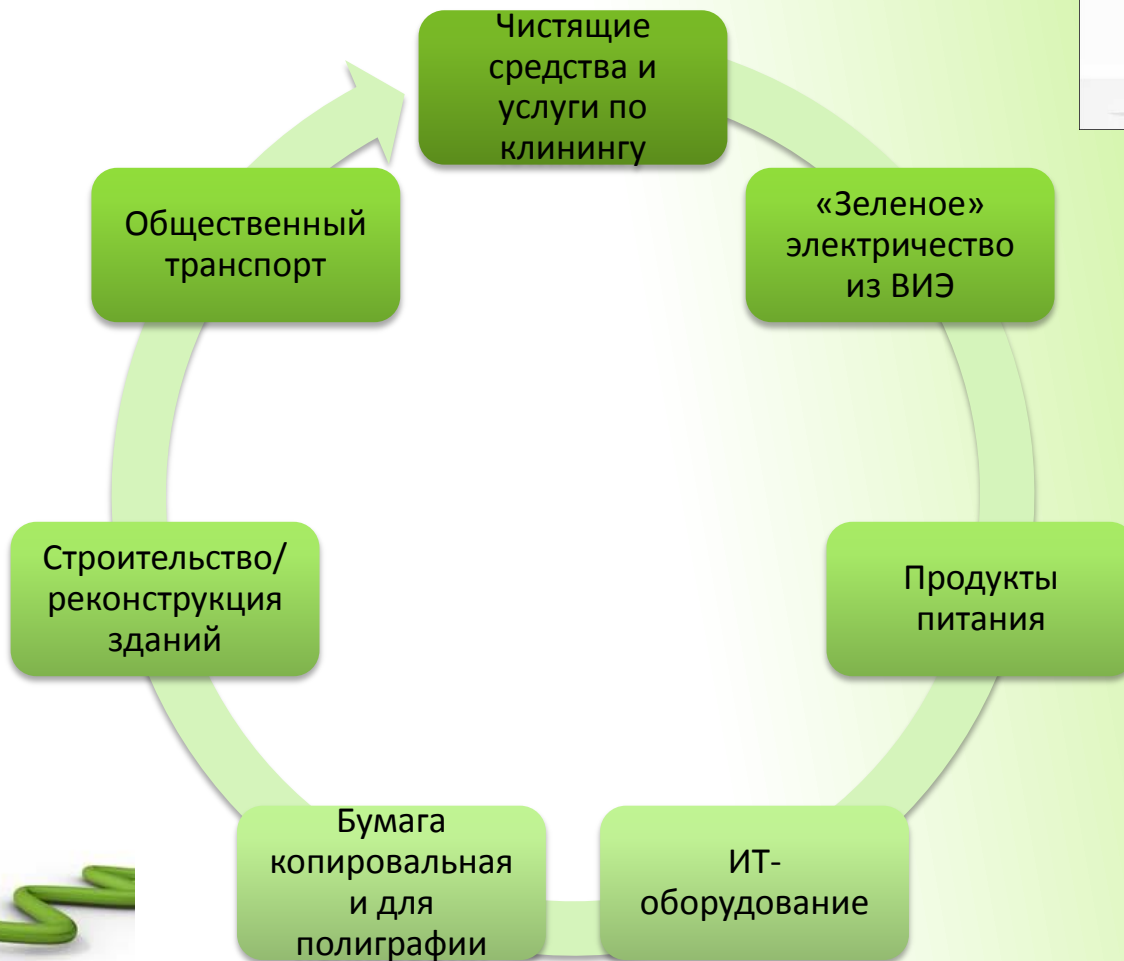 Чистящие
средства и
услуги по
клинингу
«Зеленое»
электричество
из ВИЭ
Продукты
питания
ИТ-
оборудование
Бумага
копировальная
и для
полиграфии
Строительство/
реконструкция
зданий
Общественный
транспорт